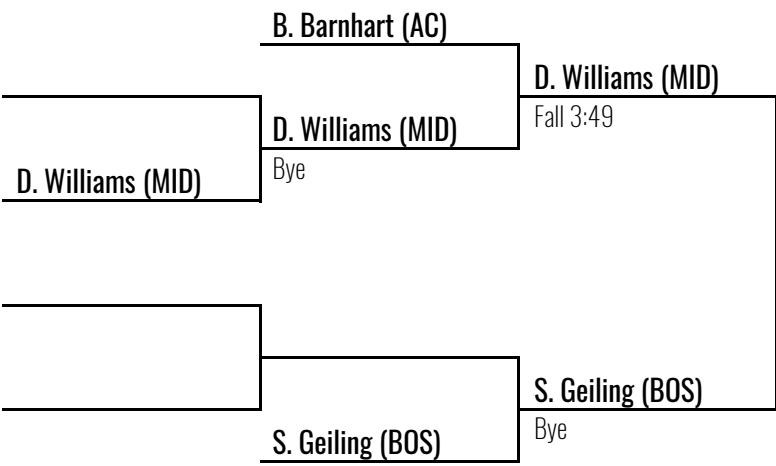 B. Barnhart (AC)
D. Williams (MID)
Fall 3:49
D. Williams (MID)
Bye
D. Williams (MID)
S. Geiling (BOS)
Bye
S. Geiling (BOS)